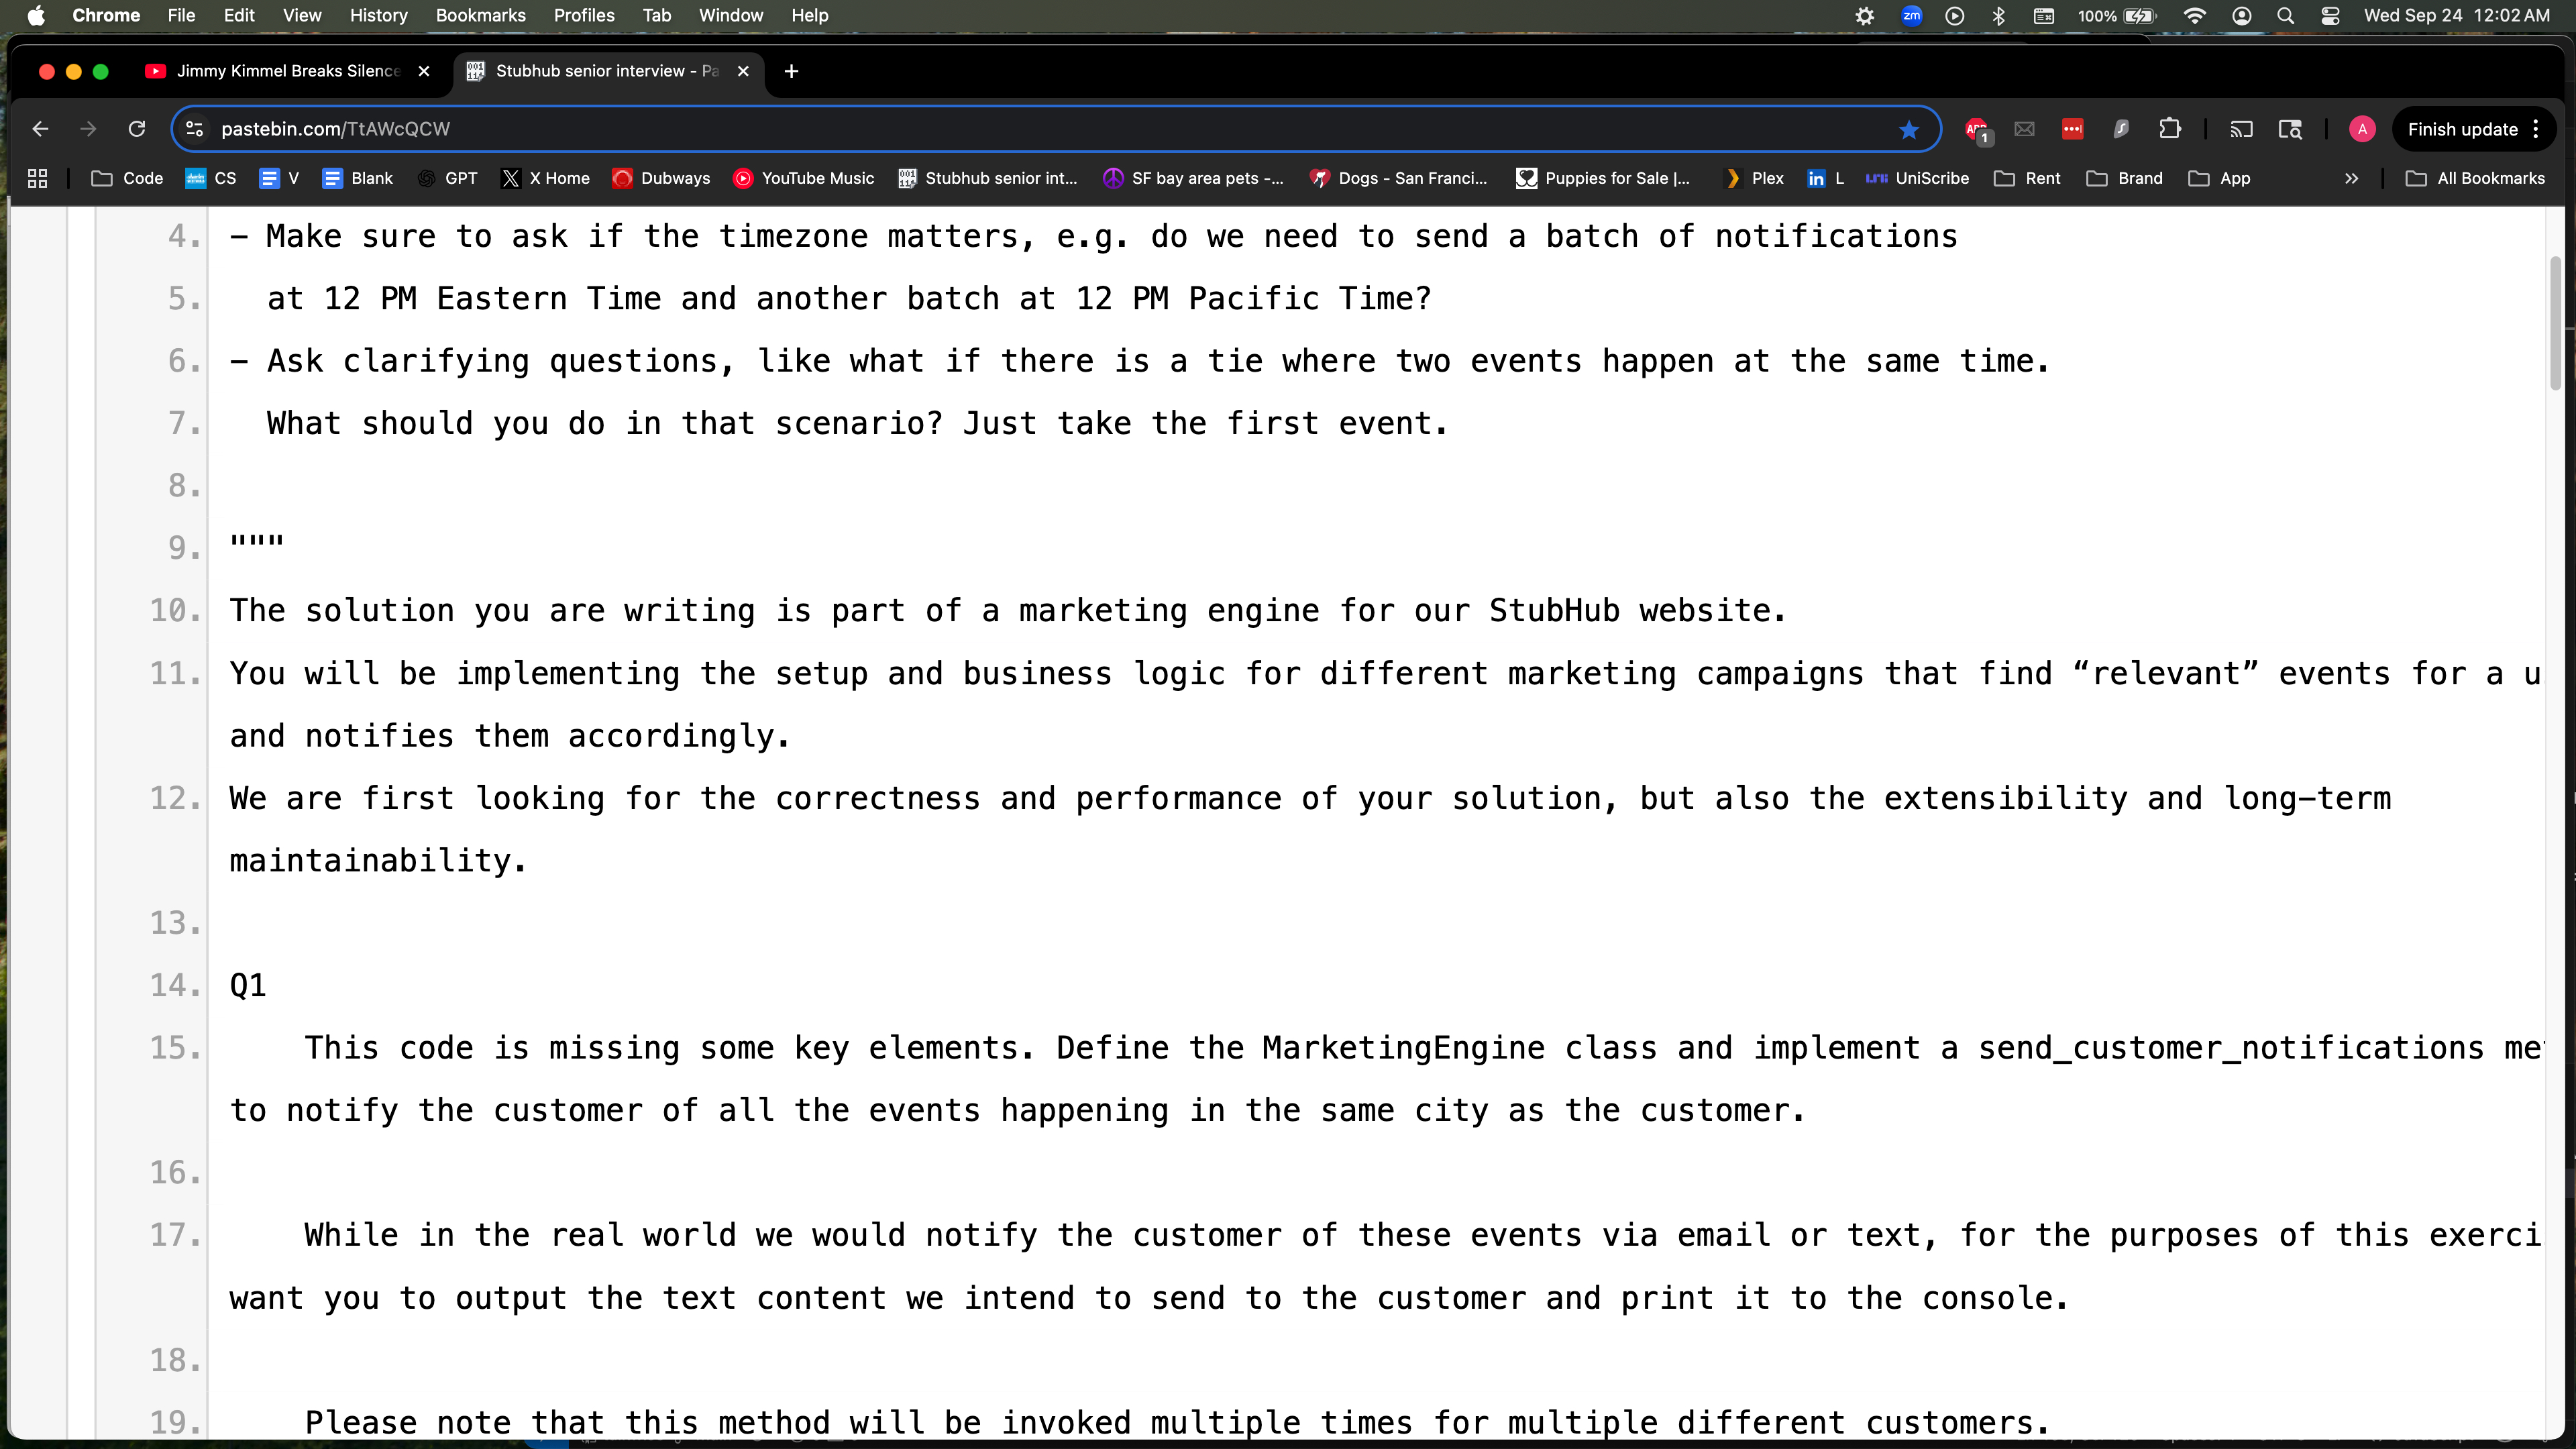 Chrome File Edit View History Bookmarks Profiles Tab Window Help zm 100% Wed Sep 24 12:02 AM
Jimmy Kimmel Breaks Silence Stubhub senior interview - Pa
pastebin.com/TtAWcQCW ABP 1 A Finish update
Code CS V Blank GPT X Home Dubways YouTube Music Stubhub senior int... SF bay area pets -... Dogs - San Franci... Puppies for Sale |... Plex L UniScribe Rent Brand App » All Bookmarks
4. – Make sure to ask if the timezone matters, e.g. do we need to send a batch of notifications
5. at 12 PM Eastern Time and another batch at 12 PM Pacific Time?
6. – Ask clarifying questions, like what if there is a tie where two events happen at the same time.
7. What should you do in that scenario? Just take the first event.
8.
9. """
10. The solution you are writing is part of a marketing engine for our StubHub website.
11. You will be implementing the setup and business logic for different marketing campaigns that find “relevant” events for a u
and notifies them accordingly.
12. We are first looking for the correctness and performance of your solution, but also the extensibility and long–term
maintainability.
13.
14. Q1
15. This code is missing some key elements. Define the MarketingEngine class and implement a send_customer_notifications me
to notify the customer of all the events happening in the same city as the customer.
16.
17. While in the real world we would notify the customer of these events via email or text, for the purposes of this exerci
want you to output the text content we intend to send to the customer and print it to the console.
18.
19. Please note that this method will be invoked multiple times for multiple different customers.